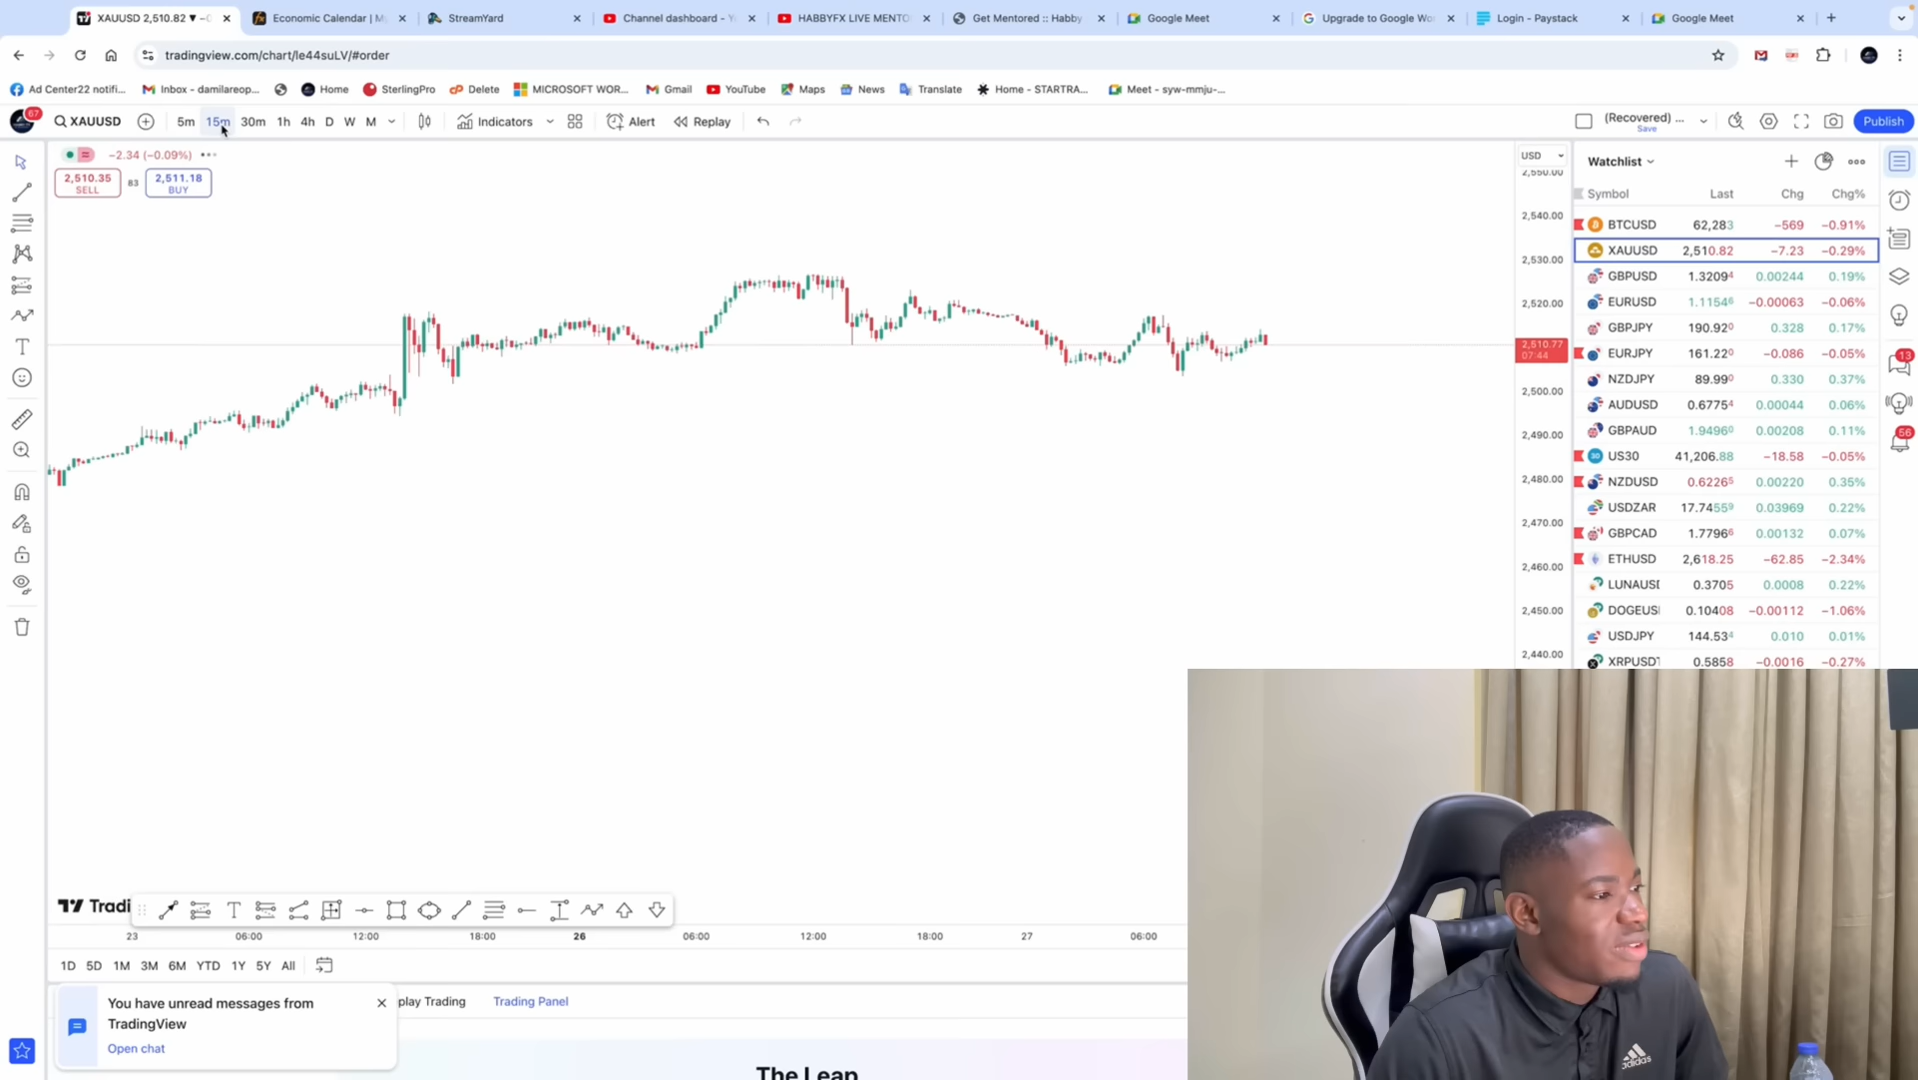 XAUUSD 2,510.82 ▼ −0
Economic Calendar | My
StreamYard
Channel dashboard - Y
HABBYFX LIVE MENTO
Get Mentored :: Habby
Google Meet
Upgrade to Google Wo
Login - Paystack
Google Meet
tradingview.com/chart/le44suLV/#order
Ad Center22 notifi...
Inbox - damilareop...
Home
SterlingPro
Delete
MICROSOFT WOR...
Gmail
YouTube
Maps
News
Translate
Home - STARTRA...
Meet - syw-mmju-...
67
XAUUSD
5m 15m 30m 1h 4h D W M
Indicators
Alert
Replay
(Recovered) ...
Save
Publish
−2.34 (−0.09%)
2,510.35
SELL
83
2,511.18
BUY
USD
2,550.00
2,540.00
2,530.00
2,520.00
2,510.77
07:44
2,500.00
2,490.00
2,480.00
2,470.00
2,460.00
2,450.00
2,440.00
Watchlist
Symbol Last Chg Chg%
BTCUSD 62,283 −569 −0.91%
XAUUSD 2,510.82 −7.23 −0.29%
GBPUSD 1.32094 0.00244 0.19%
EURUSD 1.11546 −0.00063 −0.06%
GBPJPY 190.920 0.328 0.17%
EURJPY 161.220 −0.086 −0.05%
NZDJPY 89.990 0.330 0.37%
AUDUSD 0.67754 0.00044 0.06%
GBPAUD 1.94960 0.00208 0.11%
US30 41,206.88 −18.58 −0.05%
NZDUSD 0.62265 0.00220 0.35%
USDZAR 17.74559 0.03969 0.22%
GBPCAD 1.77966 0.00132 0.07%
ETHUSD 2,618.25 −62.85 −2.34%
LUNAUSD 0.3705 0.0008 0.22%
DOGEUS 0.10408 −0.00112 −1.06%
USDJPY 144.534 0.010 0.01%
XRPUSDT 0.5858 −0.0016 −0.27%
13
56
Tradi
23 06:00 12:00 18:00 26 06:00 12:00 18:00 27 06:00
1D 5D 1M 3M 6M YTD 1Y 5Y All
You have unread messages from
TradingView
Open chat
play Trading
Trading Panel
The Leap
adidas